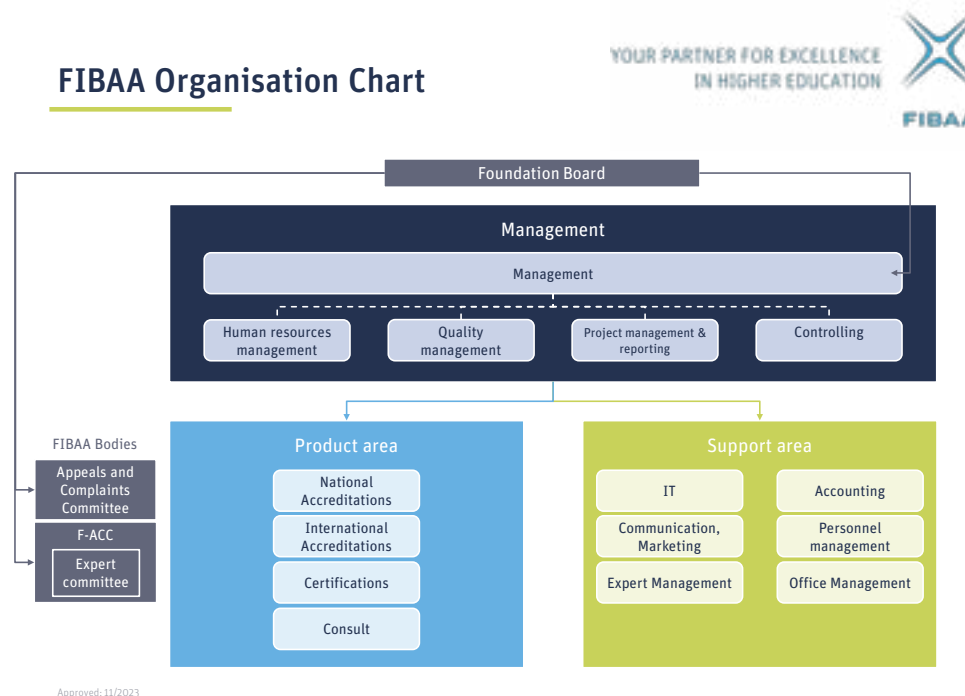 YOUR PARTNER FOR EXCELLENCE
IN HIGHER EDUCATION
FIBAA
FIBAA Organisation Chart
Foundation Board
Management
Management
Human resources
management
Quality
management
Project management &
reporting
Controlling
FIBAA Bodies
Appeals and
Complaints
Committee
F-ACC
Expert
committee
Product area
National
Accreditations
International
Accreditations
Certifications
Consult
Support area
IT
Accounting
Communication,
Marketing
Personnel
management
Expert Management
Office Management
Approved: 11/2023